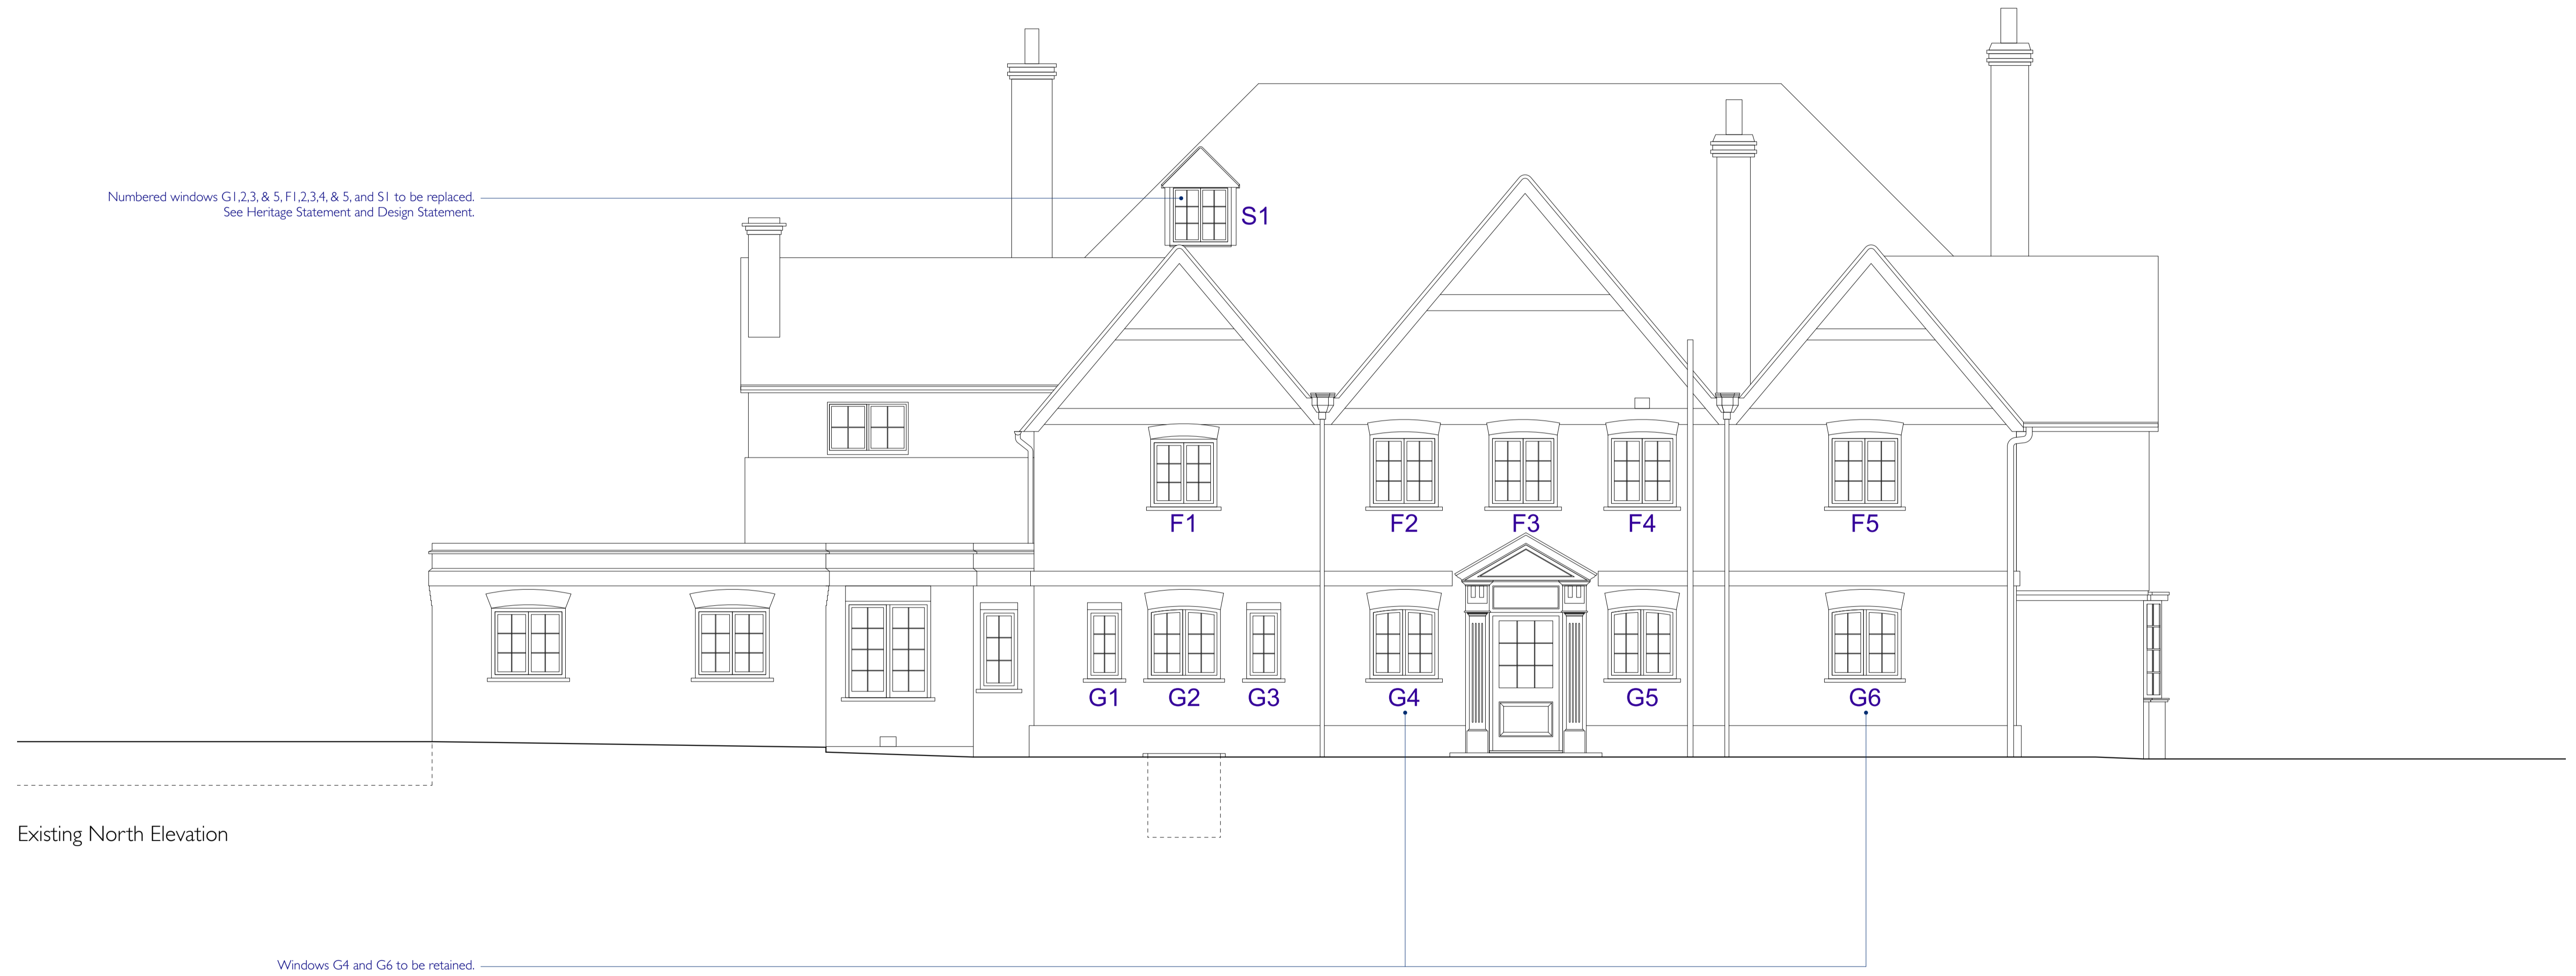 Numbered windows G1,2,3, & 5, F1,2,3,4, & 5, and S1 to be replaced.
See Heritage Statement and Design Statement.
S1
F1 F2 F3 F4 F5
G1 G2 G3 G4 G5 G6
Existing North Elevation
Windows G4 and G6 to be retained.